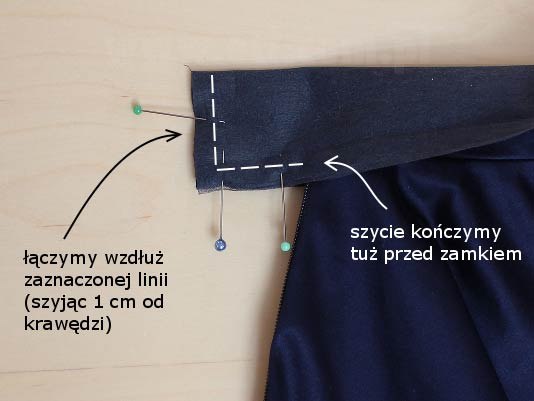 łączymy wzdłuż
zaznaczonej linii
(szyjąc 1 cm od
krawędzi)
szycie kończymy
tuż przed zamkiem